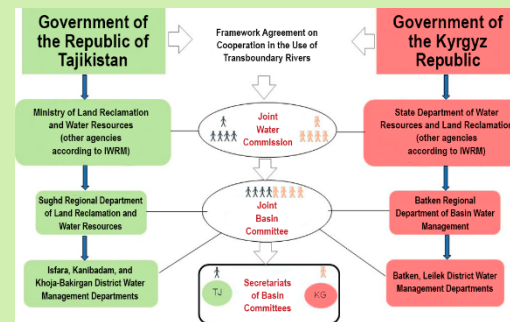 Government of
the Republic of
Tajikistan
Framework Agreement on
Cooperation in the Use of
Transboundary Rivers
Government of
the Kyrgyz
Republic
Ministry of Land Reclamation
and Water Resources
(other agencies
according to IWRM)
Joint
Water
Commission
State Department of Water
Resources and Land Reclamation
(other agencies
according to IWRM)
Sughd Regional Department
of Land Reclamation and
Water Resources
Joint
Basin
Committee
Batken Regional
Department of Basin Water
Management
Isfara, Kanibadam, and
Khoja-Bakirgan District Water
Management Departments
TJ
Secretariats
of Basin
Committees
KG
Batken, Leilek District Water
Management Departments